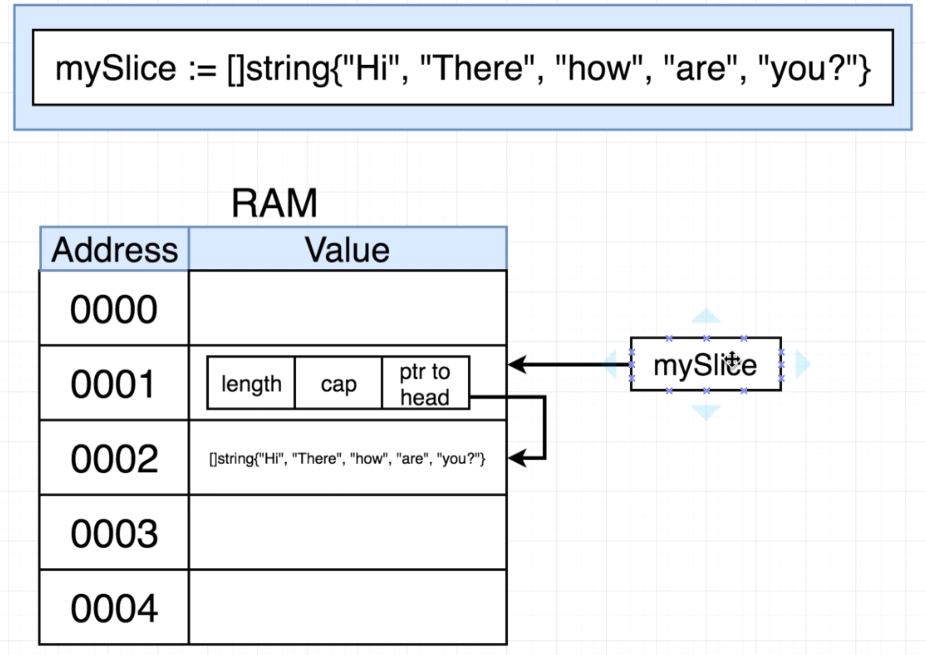 mySlice := []string{"Hi", "There", "how", "are", "you?"}
RAM
Address Value
0000
0001 length cap ptr to head
mySlice
0002 []string{"Hi", "There", "how", "are", "you?"}
0003
0004